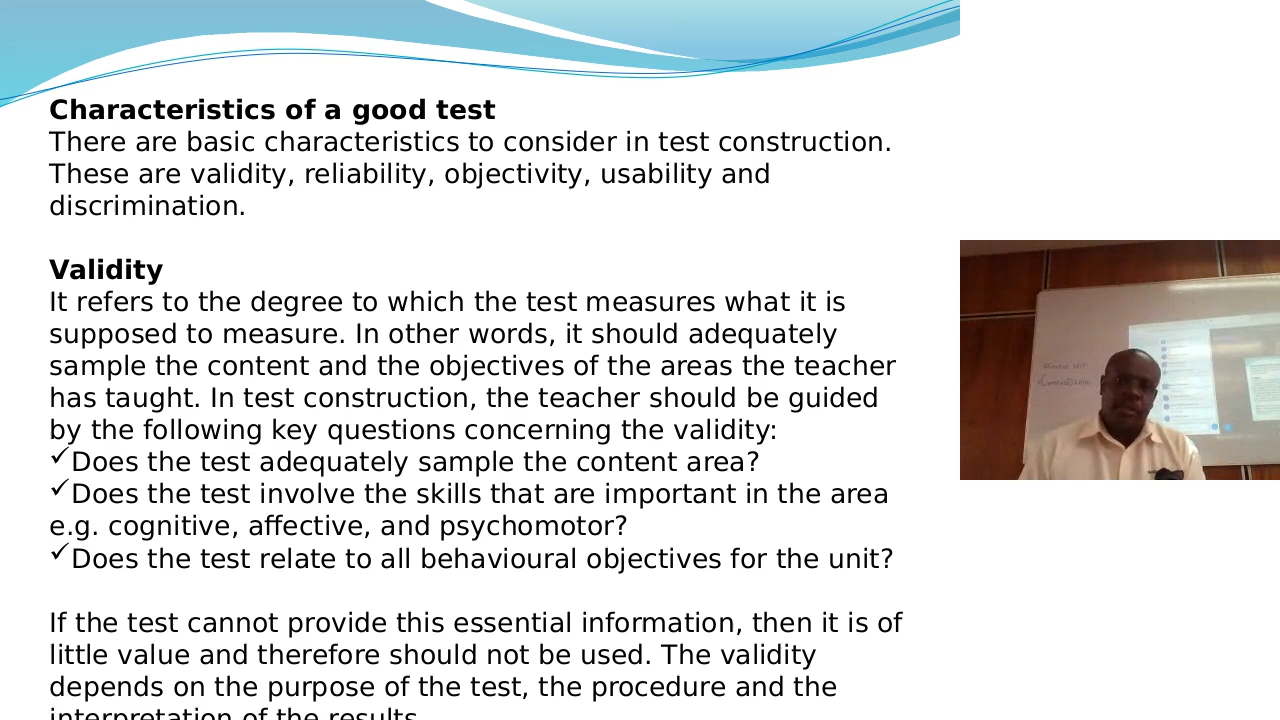 Characteristics of a good test
There are basic characteristics to consider in test construction.
These are validity, reliability, objectivity, usability and
discrimination.
Validity
It refers to the degree to which the test measures what it is
supposed to measure. In other words, it should adequately
sample the content and the objectives of the areas the teacher
has taught. In test construction, the teacher should be guided
by the following key questions concerning the validity:
✓Does the test adequately sample the content area?
✓Does the test involve the skills that are important in the area
e.g. cognitive, affective, and psychomotor?
✓Does the test relate to all behavioural objectives for the unit?
If the test cannot provide this essential information, then it is of
little value and therefore should not be used. The validity
depends on the purpose of the test, the procedure and the
interpretation of the results.